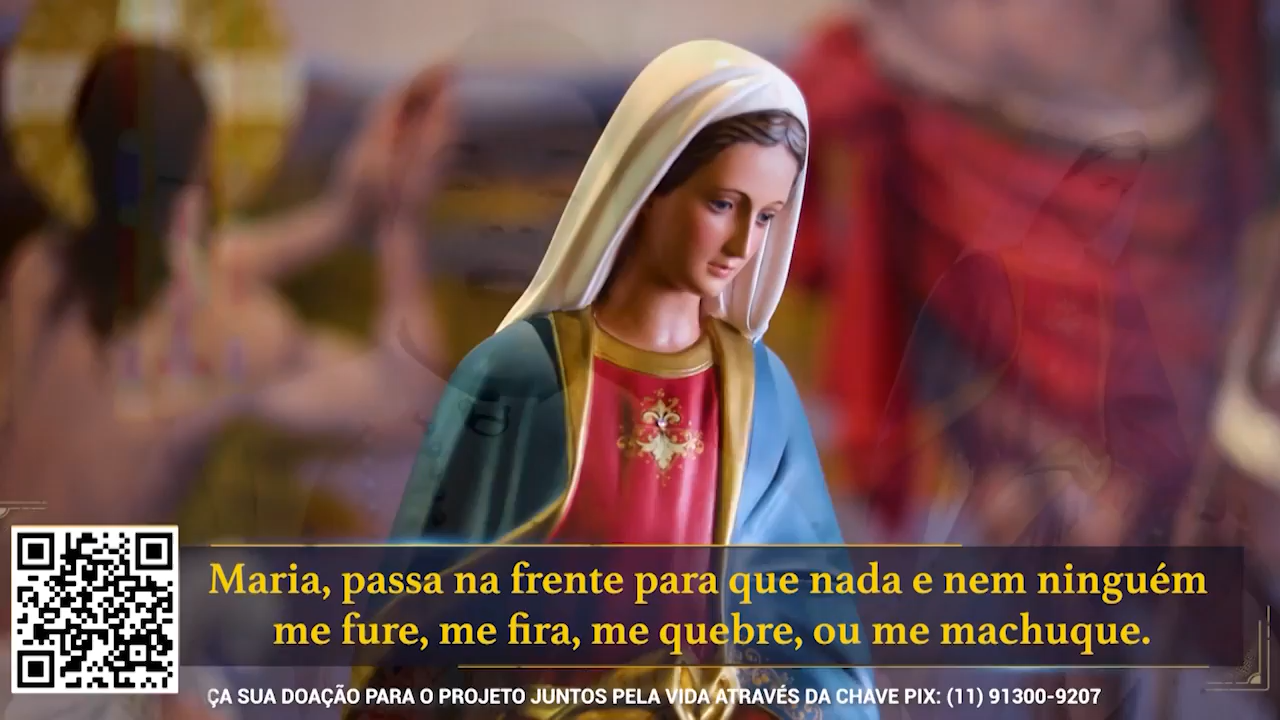 Maria, passa na frente para que nada e nem ninguém
me fure, me fira, me quebre, ou me machuque.
ÇA SUA DOAÇÃO PARA O PROJETO JUNTOS PELA VIDA ATRAVÉS DA CHAVE PIX: (11) 91300-9207